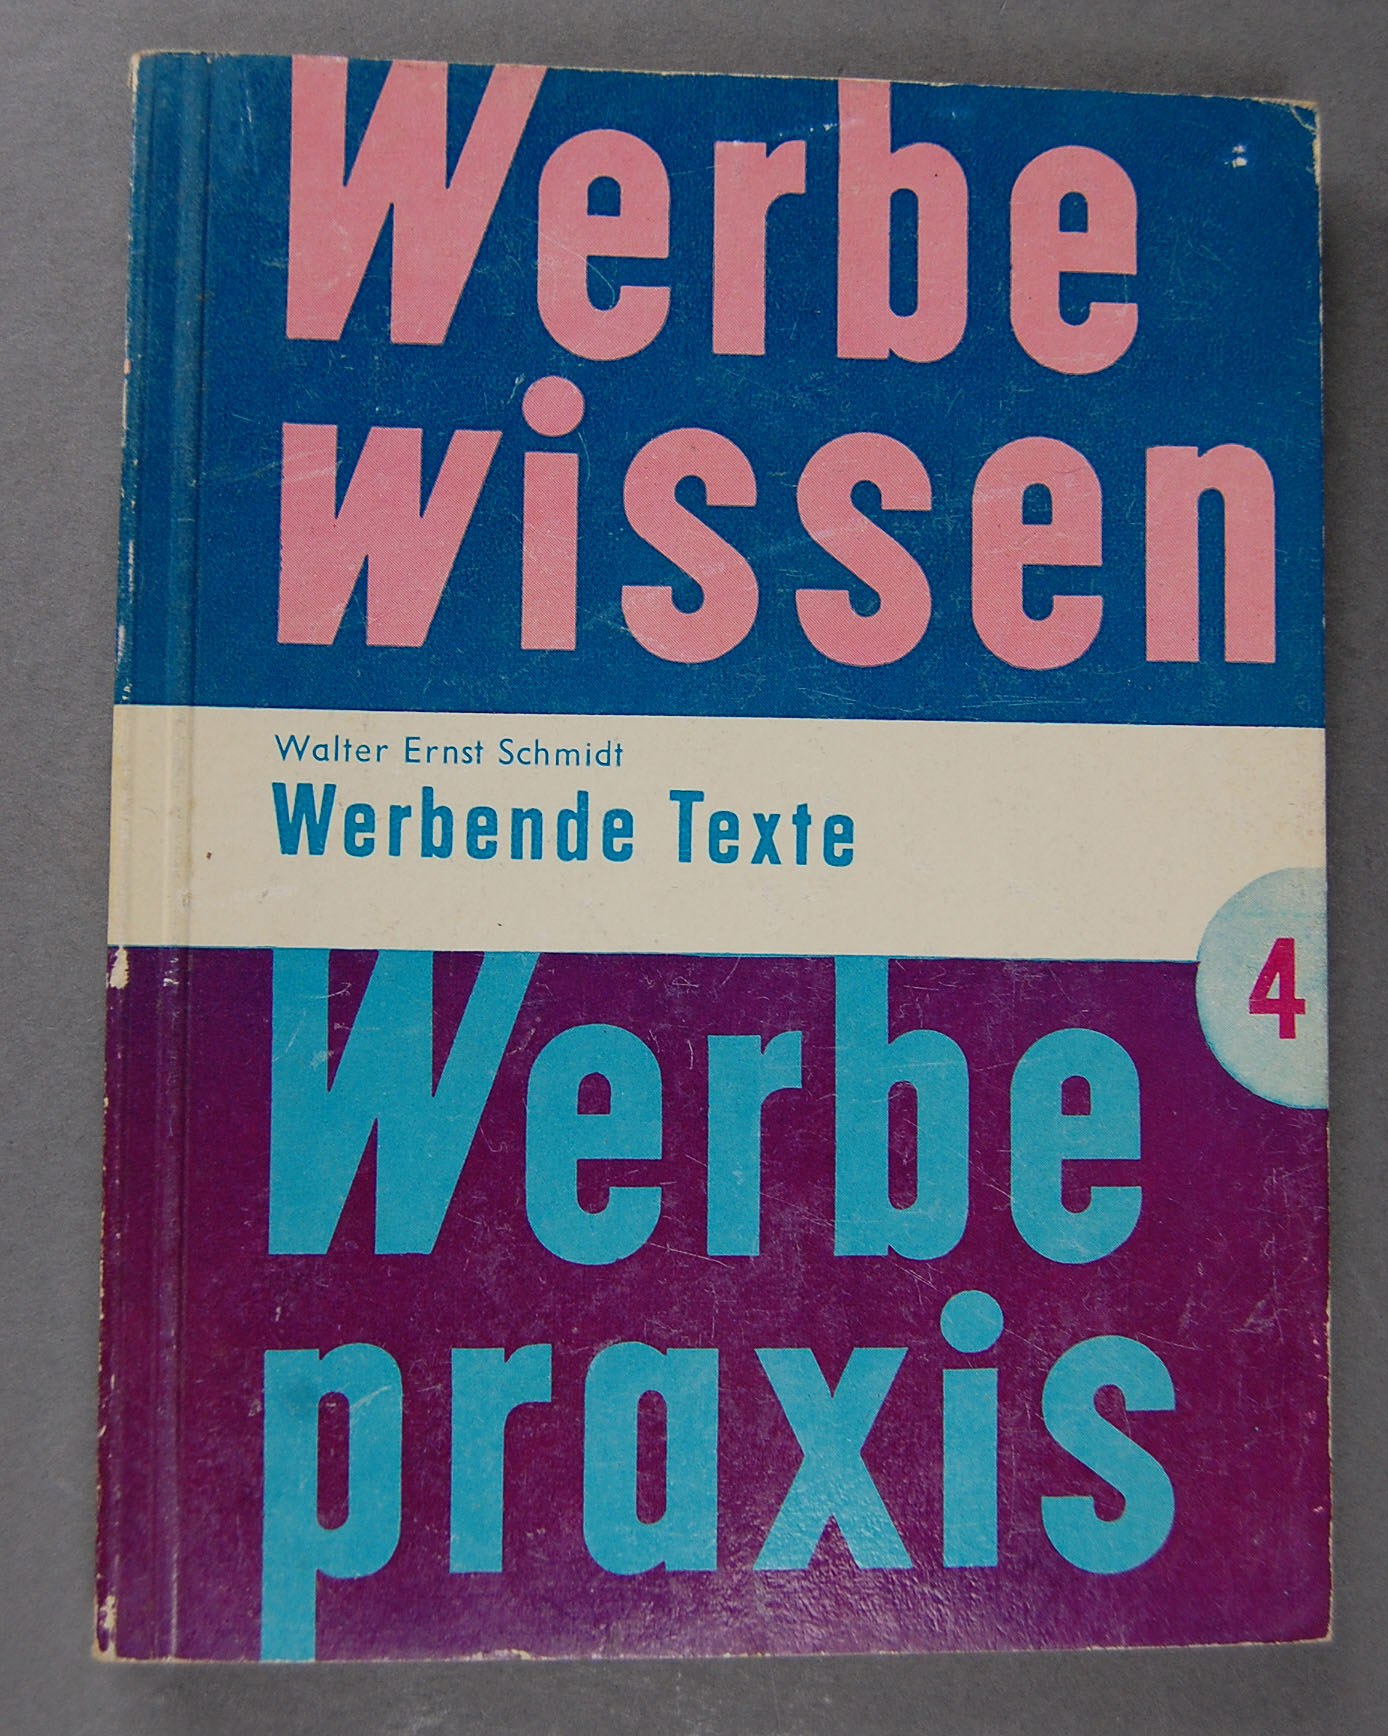 Werbe
wissen
Walter Ernst Schmidt
Werbende Texte
4
Werbe
praxis